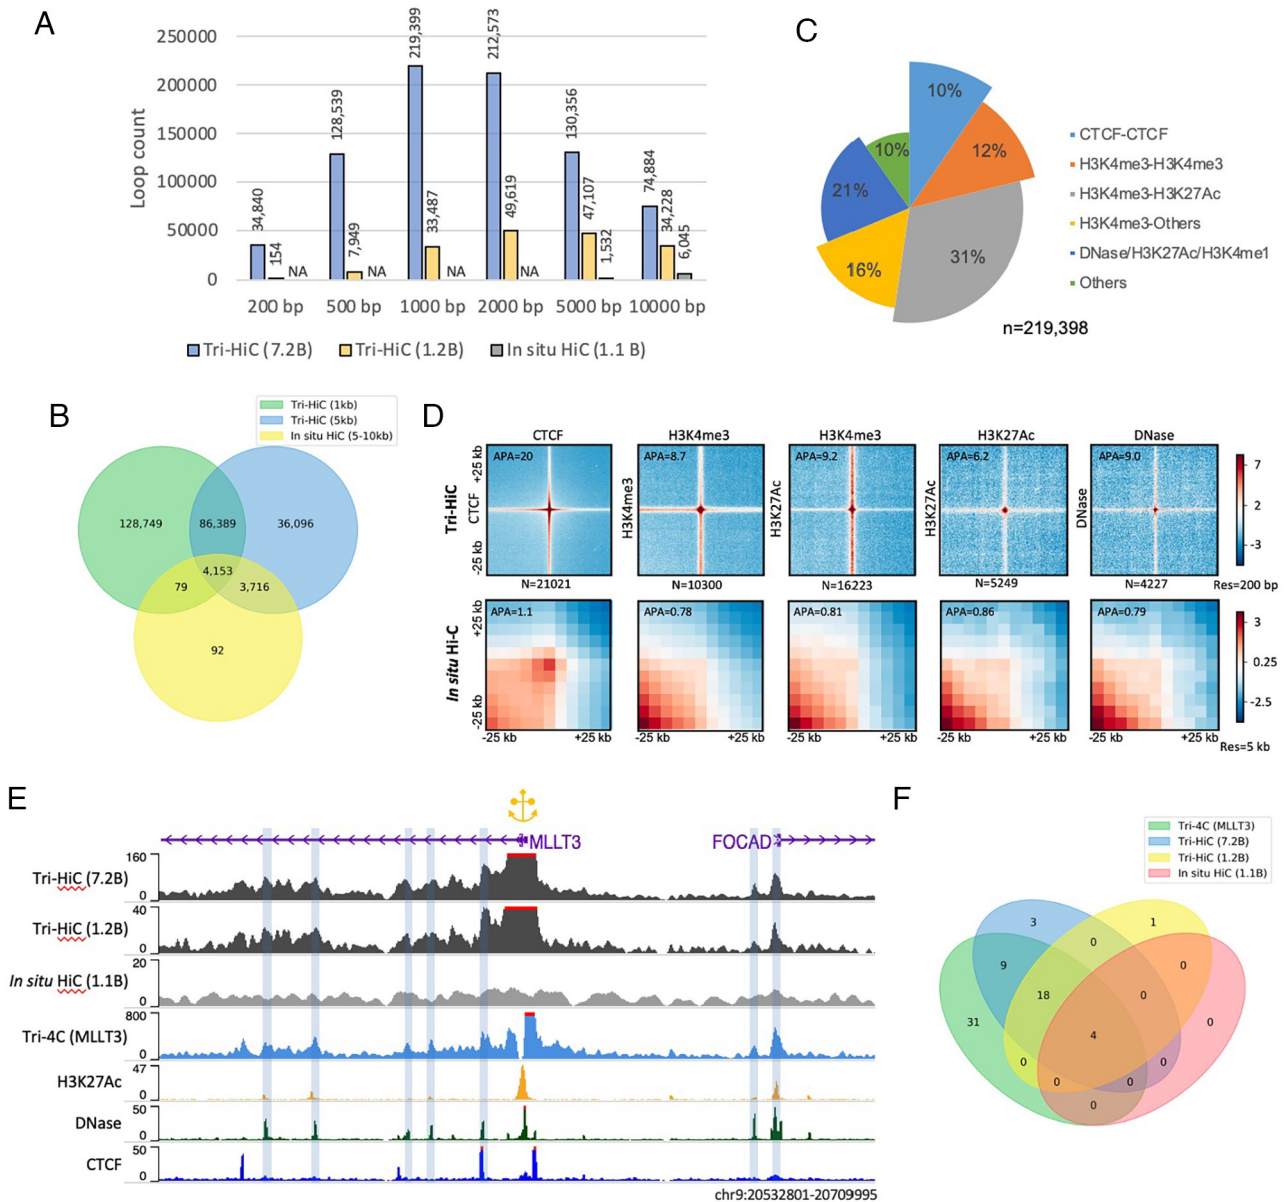 A
Loop count
250000
200000
150000
100000
50000
0
34,840
154
NA
128,539
7,949
NA
219,399
33,487
NA
212,573
49,619
NA
130,356
47,107
1,532
74,884
34,228
6,045
200 bp 500 bp 1000 bp 2000 bp 5000 bp 10000 bp
Tri-HiC (7.2B) Tri-HiC (1.2B) In situ HiC (1.1 B)
C
10%
12%
31%
16%
21%
10%
CTCF-CTCF
H3K4me3-H3K4me3
H3K4me3-H3K27Ac
H3K4me3-Others
DNase/H3K27Ac/H3K4me1
Others
n=219,398
B
Tri-HiC (1kb)
Tri-HiC (5kb)
In situ HiC (5-10kb)
128,749 86,389 36,096
4,153
79 3,716
92
D
CTCF H3K4me3 H3K4me3 H3K27Ac DNase
Tri-HiC
+25 kb
CTCF
-25 kb
H3K4me3
H3K27Ac
H3K27Ac
DNase
APA=20 APA=8.7 APA=9.2 APA=6.2 APA=9.0
7
2
-3
N=21021 N=10300 N=16223 N=5249 N=4227 Res=200 bp
In situ Hi-C
+25 kb
-25 kb
APA=1.1 APA=0.78 APA=0.81 APA=0.86 APA=0.79
3
0.25
-2.5
-25 kb +25 kb -25 kb +25 kb -25 kb +25 kb -25 kb +25 kb -25 kb +25 kb
Res=5 kb
E
MLLT3 FOCAD
Tri-HiC (7.2B) 160 0
Tri-HiC (1.2B) 40 0
In situ HiC (1.1B) 20 0
Tri-4C (MLLT3) 800 0
H3K27Ac 47 0
DNase 50 0
CTCF 50 0
chr9:20532801-20709995
F
Tri-4C (MLLT3)
Tri-HiC (7.2B)
Tri-HiC (1.2B)
In situ HiC (1.1B)
3 1
0
9 0
18 0
31 0
4
0 0
0 0
0